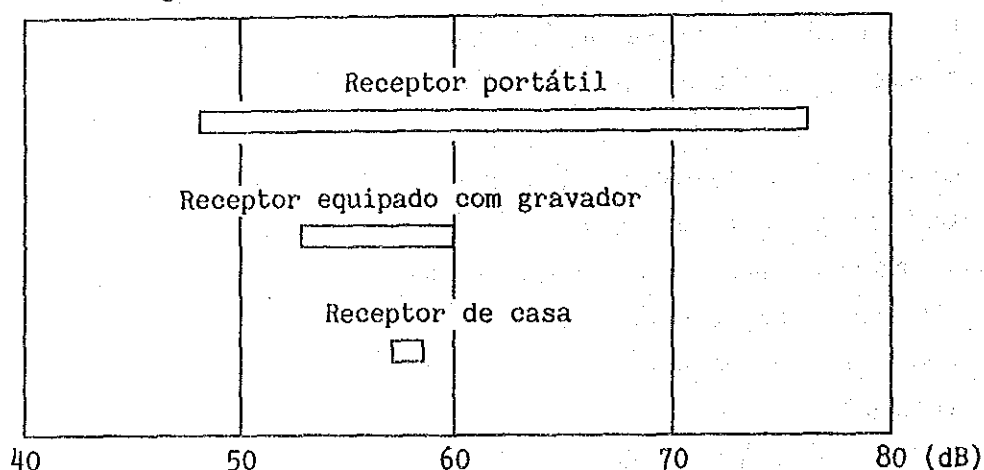 Receptor portátil
Receptor equipado com gravador
Receptor de casa
40 50 60 70 80 (dB)